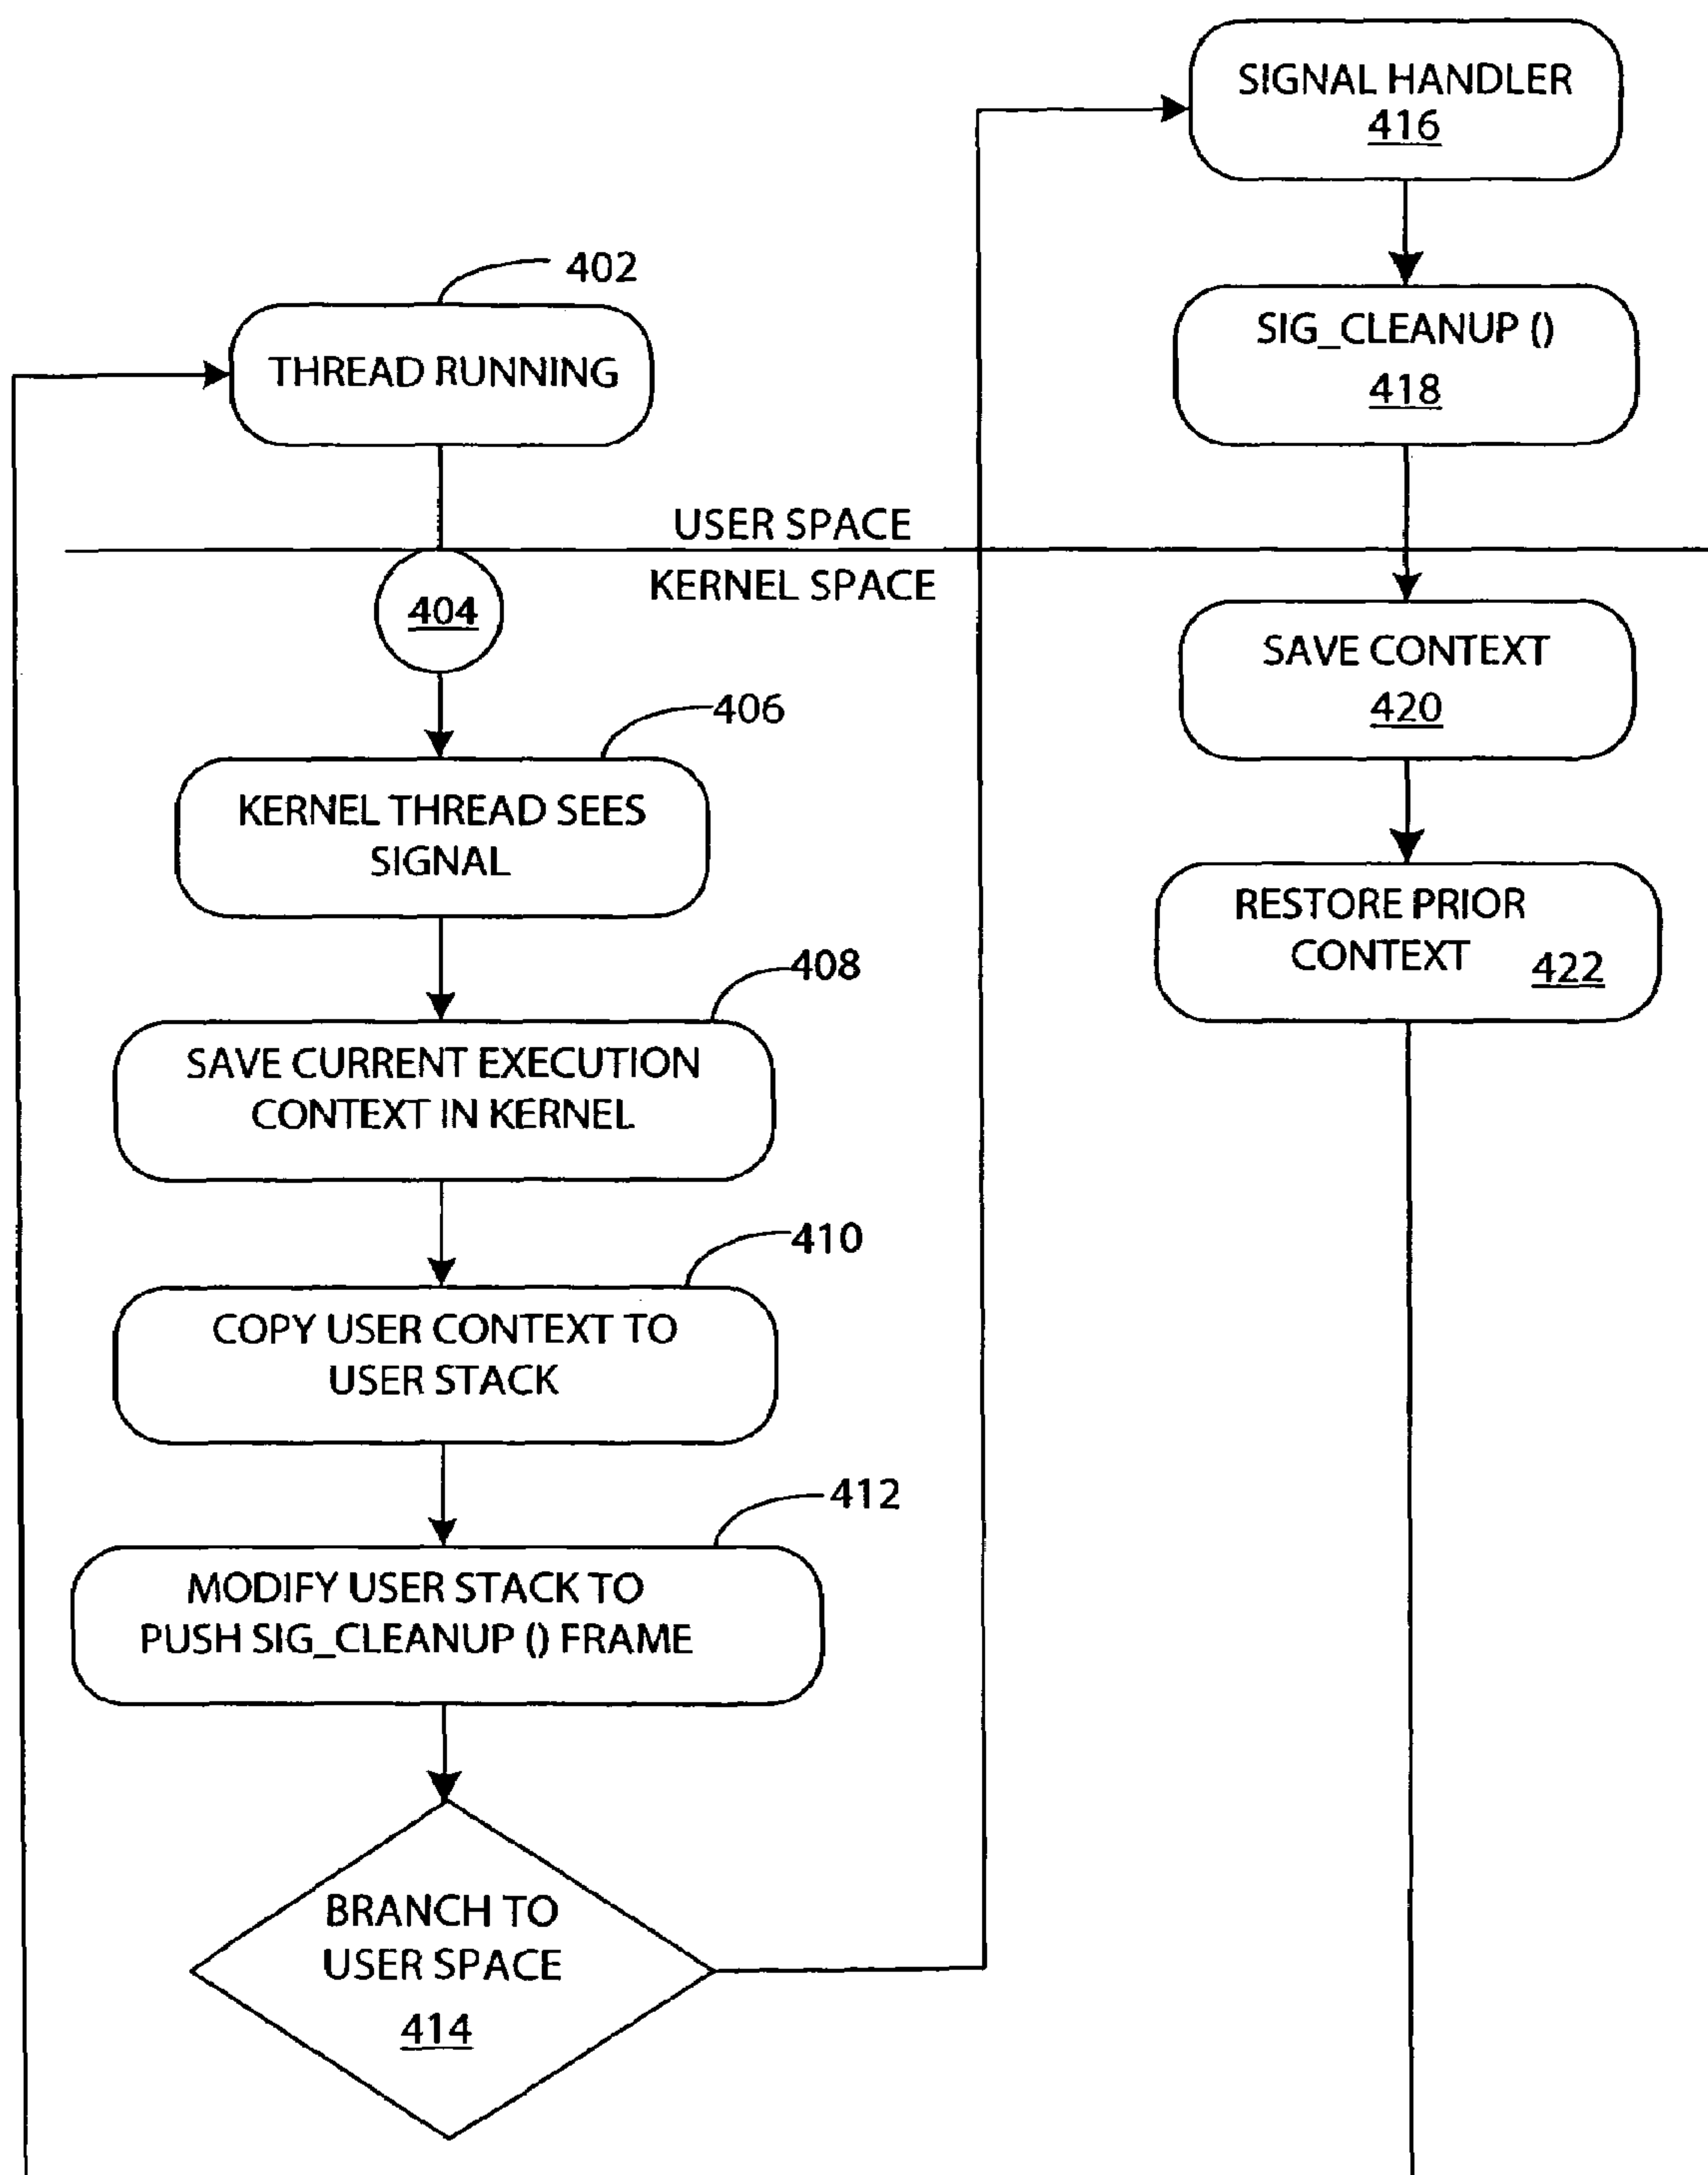 402
THREAD RUNNING
USER SPACE
KERNEL SPACE
404
406
KERNEL THREAD SEES
SIGNAL
408
SAVE CURRENT EXECUTION
CONTEXT IN KERNEL
410
COPY USER CONTEXT TO
USER STACK
412
MODIFY USER STACK TO
PUSH SIG_CLEANUP () FRAME
BRANCH TO
USER SPACE
414
SIGNAL HANDLER
416
SIG_CLEANUP ()
418
SAVE CONTEXT
420
RESTORE PRIOR
CONTEXT
422